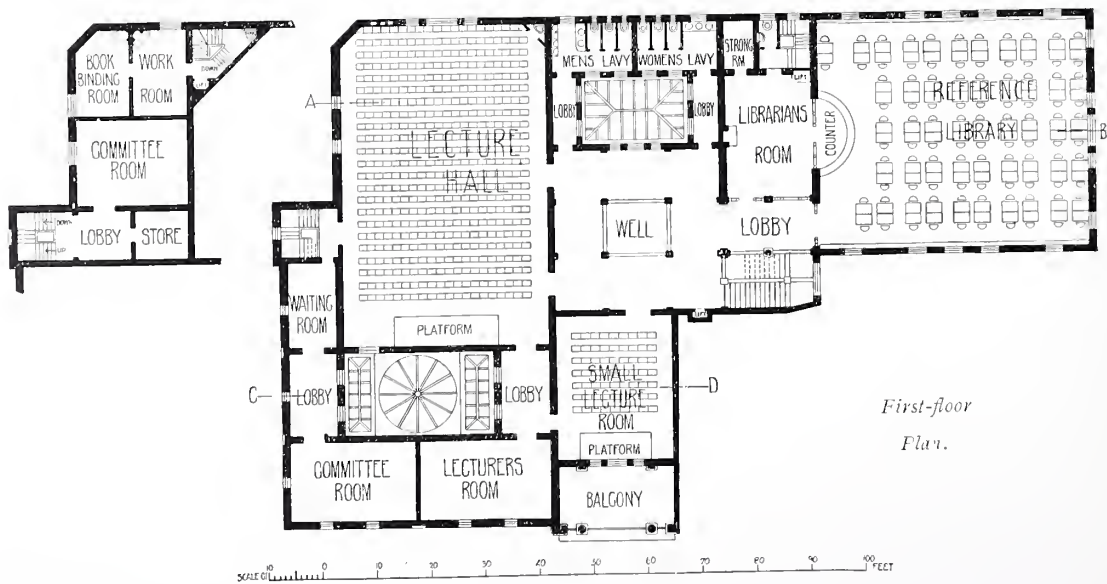 BOOK
BINDING
ROOM
WORK
ROOM
DOWN
LIFT
COMMITTEE
ROOM
DOWN
UP
LOBBY
STORE
A
LECTURE
HALL
MENS LAVY
WOMENS LAVY
STRONG
RM
LIFT
LOBBY
LOBBY
LIBRARIANS
ROOM
COUNTER
REFERENCE
LIBRARY
B
WELL
LOBBY
LIFT
WAITING
ROOM
PLATFORM
C
LOBBY
LOBBY
SMALL
LECTURE
ROOM
D
PLATFORM
COMMITTEE
ROOM
LECTURERS
ROOM
BALCONY
First-floor
Plan.
SCALE OF 10 0 10 20 30 40 50 60 70 80 90 100 FEET